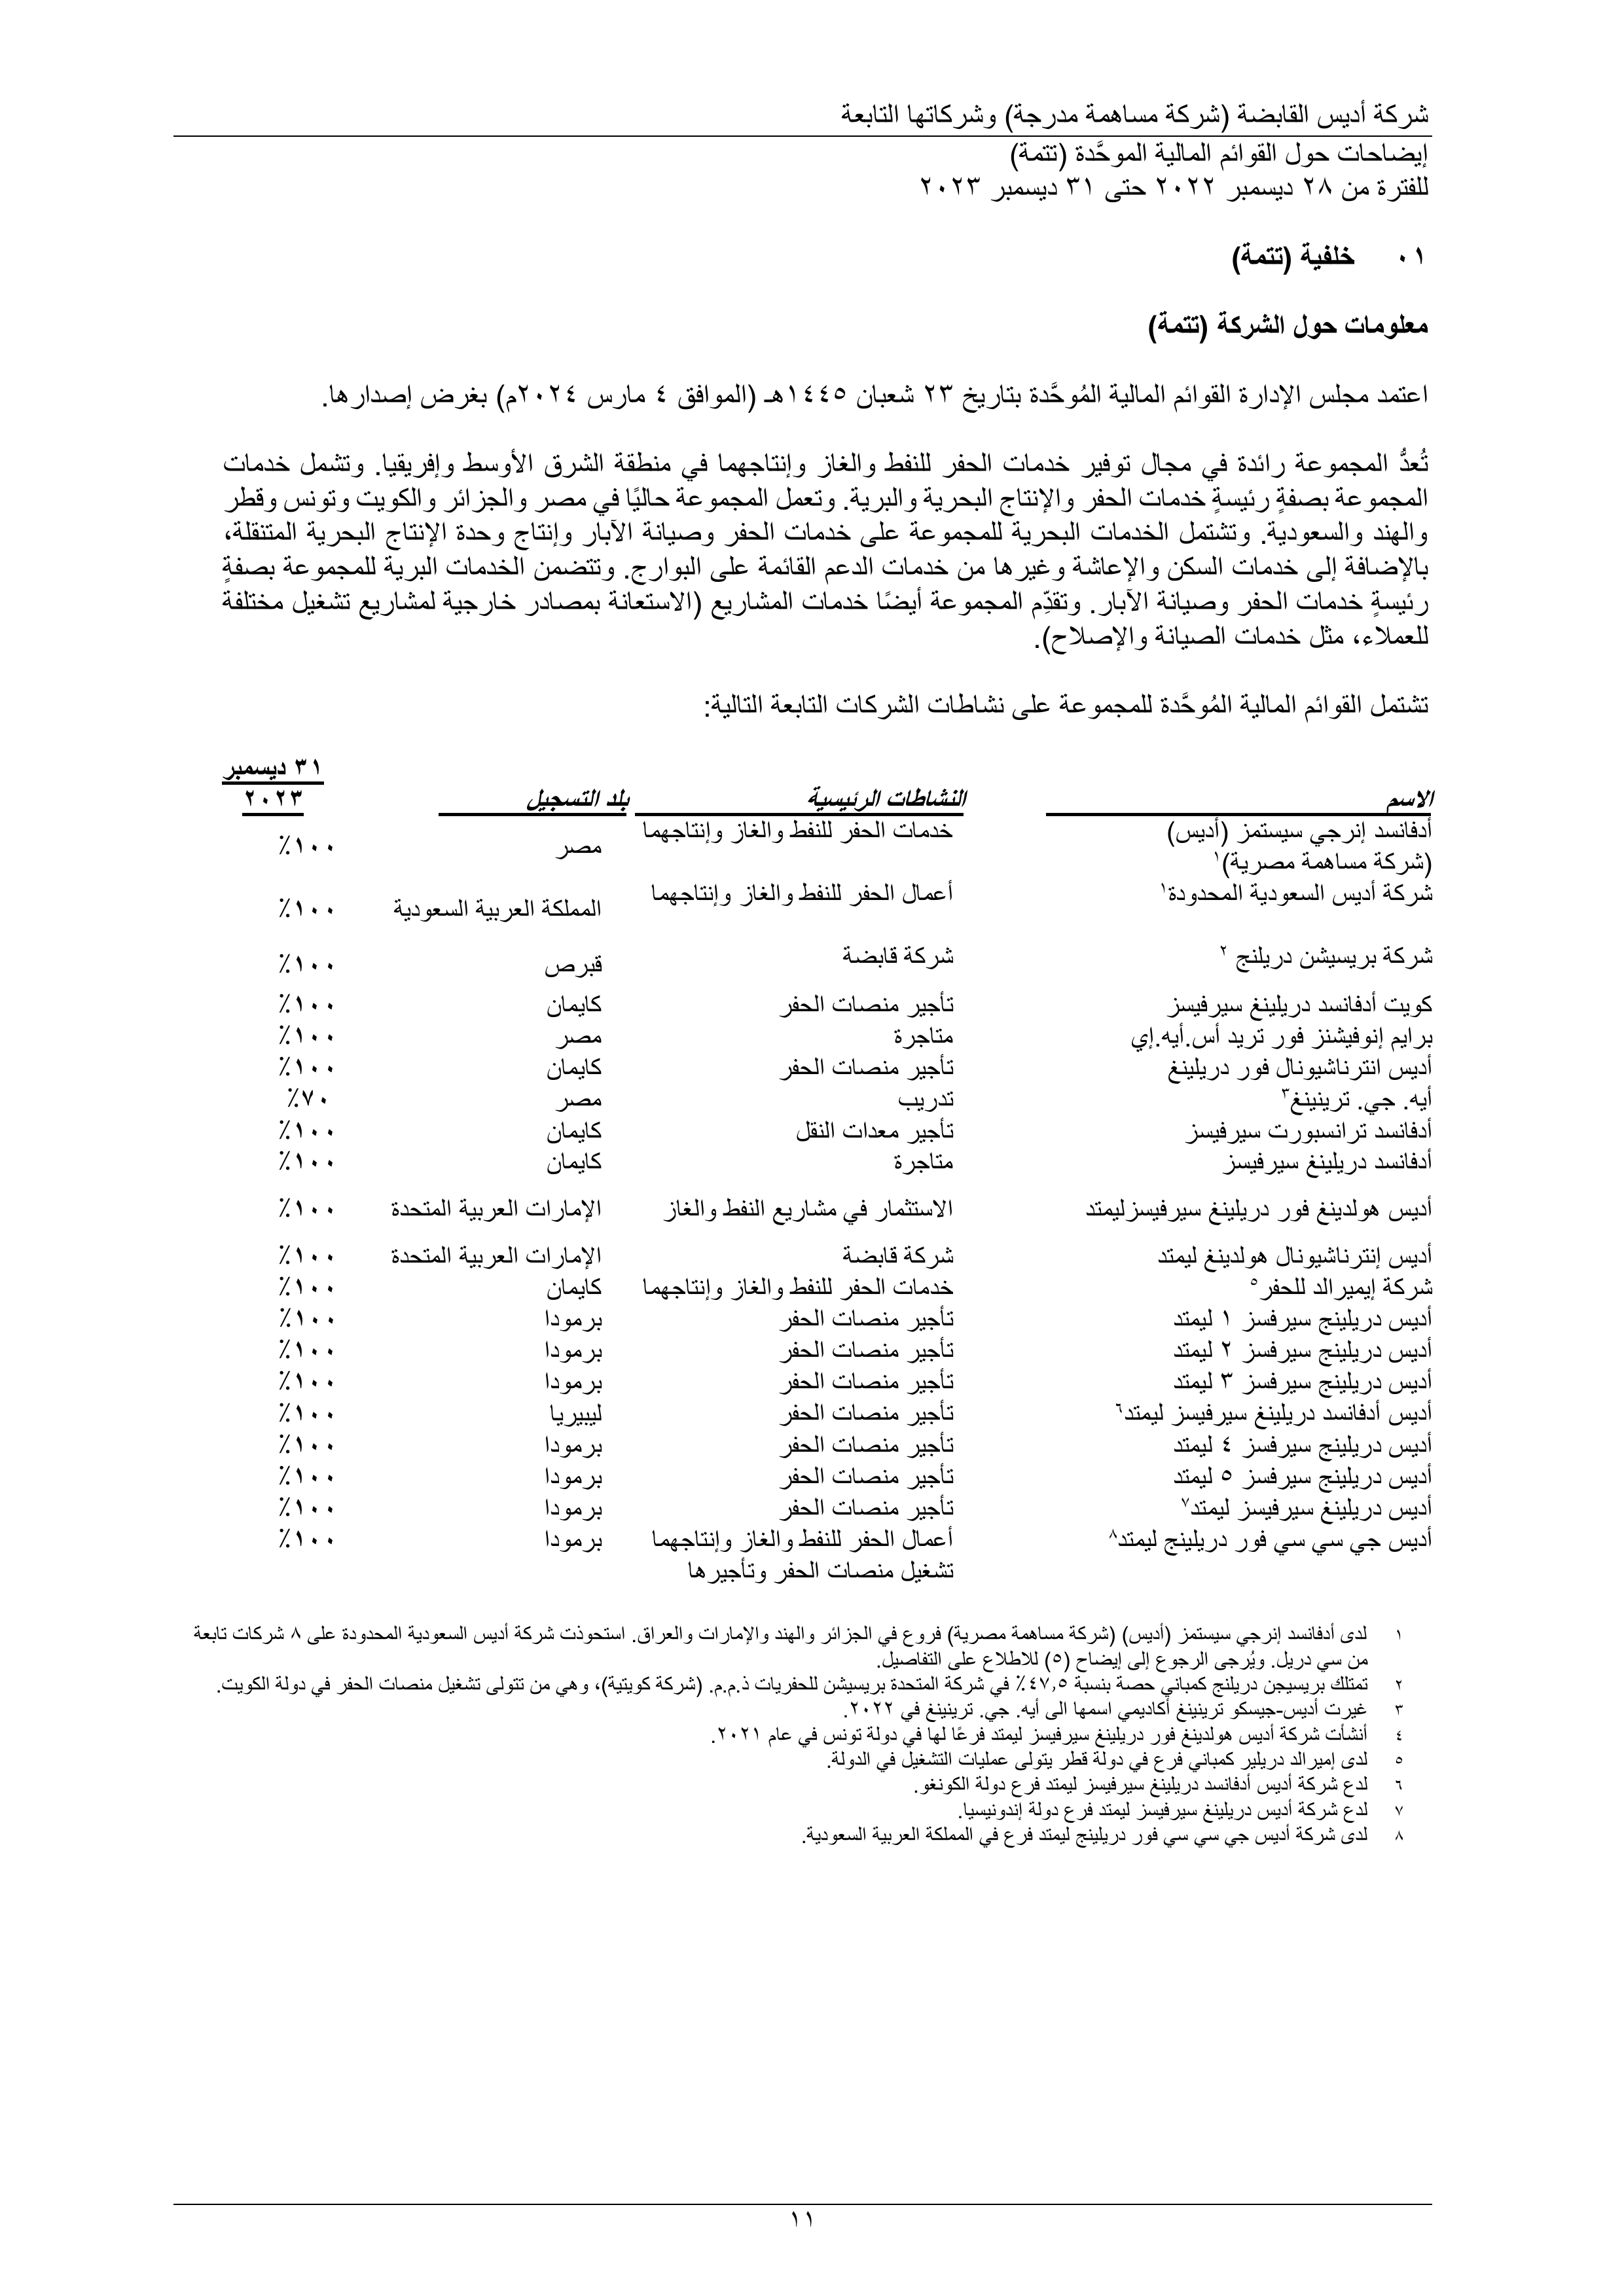 شركة أديس القابضة (شركة مساهمة مدرجة) وشركاتها التابعة
إيضاحات حول القوائم المالية الموحَّدة (تتمة)
للفترة من ٢٨ ديسمبر ٢٠٢٢ حتى ٣١ ديسمبر ٢٠٢٣
٠١ خلفية (تتمة)
معلومات حول الشركة (تتمة)
اعتمد مجلس الإدارة القوائم المالية المُوحَّدة بتاريخ ٢٣ شعبان ١٤٤٥هـ (الموافق ٤ مارس ٢٠٢٤م) بغرض إصدارها.
تُعدُّ المجموعة رائدة في مجال توفير خدمات الحفر للنفط والغاز وإنتاجهما في منطقة الشرق الأوسط وإفريقيا. وتشمل خدمات
المجموعة بصفةٍ رئيسةٍ خدمات الحفر والإنتاج البحرية والبرية. وتعمل المجموعة حاليًا في مصر والجزائر والكويت وتونس وقطر
والهند والسعودية. وتشتمل الخدمات البحرية للمجموعة على خدمات الحفر وصيانة الآبار وإنتاج وحدة الإنتاج البحرية المتنقلة،
بالإضافة إلى خدمات السكن والإعاشة وغيرها من خدمات الدعم القائمة على البوارج. وتتضمن الخدمات البرية للمجموعة بصفةٍ
رئيسةٍ خدمات الحفر وصيانة الآبار. وتقدِّم المجموعة أيضًا خدمات المشاريع (الاستعانة بمصادر خارجية لمشاريع تشغيل مختلفة
للعملاء، مثل خدمات الصيانة والإصلاح).
تشتمل القوائم المالية المُوحَّدة للمجموعة على نشاطات الشركات التابعة التالية:
٣١ ديسمبر
الاسم النشاطات الرئيسية بلد التسجيل ٢٠٢٣
أدفانسد إنرجي سيستمز (أديس) خدمات الحفر للنفط والغاز وإنتاجهما مصر ١٠٠٪
(شركة مساهمة مصرية)١
شركة أديس السعودية المحدودة١ أعمال الحفر للنفط والغاز وإنتاجهما المملكة العربية السعودية ١٠٠٪
شركة بريسيشن دريلنج ٢ شركة قابضة قبرص ١٠٠٪
كويت أدفانسد دريلينغ سيرفيسز تأجير منصات الحفر كايمان ١٠٠٪
برايم إنوفيشنز فور تريد أس.أيه.إي متاجرة مصر ١٠٠٪
أديس انترناشيونال فور دريلينغ تأجير منصات الحفر كايمان ١٠٠٪
أيه. جي. ترينينغ٣ تدريب مصر ٧٠٪
أدفانسد ترانسبورت سيرفيسز تأجير معدات النقل كايمان ١٠٠٪
أدفانسد دريلينغ سيرفيسز متاجرة كايمان ١٠٠٪
أديس هولدينغ فور دريلينغ سيرفيسزليمتد الاستثمار في مشاريع النفط والغاز الإمارات العربية المتحدة ١٠٠٪
أديس إنترناشيونال هولدينغ ليمتد شركة قابضة الإمارات العربية المتحدة ١٠٠٪
شركة إيميرالد للحفر٥ خدمات الحفر للنفط والغاز وإنتاجهما كايمان ١٠٠٪
أديس دريلينج سيرفسز ١ ليمتد تأجير منصات الحفر برمودا ١٠٠٪
أديس دريلينج سيرفسز ٢ ليمتد تأجير منصات الحفر برمودا ١٠٠٪
أديس دريلينج سيرفسز ٣ ليمتد تأجير منصات الحفر برمودا ١٠٠٪
أديس أدفانسد دريلينغ سيرفيسز ليمتد٦ تأجير منصات الحفر ليبيريا ١٠٠٪
أديس دريلينج سيرفسز ٤ ليمتد تأجير منصات الحفر برمودا ١٠٠٪
أديس دريلينج سيرفسز ٥ ليمتد تأجير منصات الحفر برمودا ١٠٠٪
أديس دريلينغ سيرفيسز ليمتد٧ تأجير منصات الحفر برمودا ١٠٠٪
أديس جي سي سي فور دريلينج ليمتد٨ أعمال الحفر للنفط والغاز وإنتاجهما برمودا ١٠٠٪
تشغيل منصات الحفر وتأجيرها
١ لدى أدفانسد إنرجي سيستمز (أديس) (شركة مساهمة مصرية) فروع في الجزائر والهند والإمارات والعراق. استحوذت شركة أديس السعودية المحدودة على ٨ شركات تابعة
من سي دريل. ويُرجى الرجوع إلى إيضاح (٥) للاطلاع على التفاصيل.
٢ تمتلك بريسيجن دريلنج كمباني حصة بنسبة ٤٧,٥٪ في شركة المتحدة بريسيشن للحفريات ذ.م.م. (شركة كويتية)، وهي من تتولى تشغيل منصات الحفر في دولة الكويت.
٣ غيرت أديس-جيسكو ترينينغ أكاديمي اسمها الى أيه. جي. ترينينغ في ٢٠٢٢.
٤ أنشأت شركة أديس هولدينغ فور دريلينغ سيرفيسز ليمتد فرعًا لها في دولة تونس في عام ٢٠٢١.
٥ لدى إميرالد دريلير كمباني فرع في دولة قطر يتولى عمليات التشغيل في الدولة.
٦ لدع شركة أديس أدفانسد دريلينغ سيرفيسز ليمتد فرع دولة الكونغو.
٧ لدع شركة أديس دريلينغ سيرفيسز ليمتد فرع دولة إندونيسيا.
٨ لدى شركة أديس جي سي سي فور دريلينج ليمتد فرع في المملكة العربية السعودية.
١١